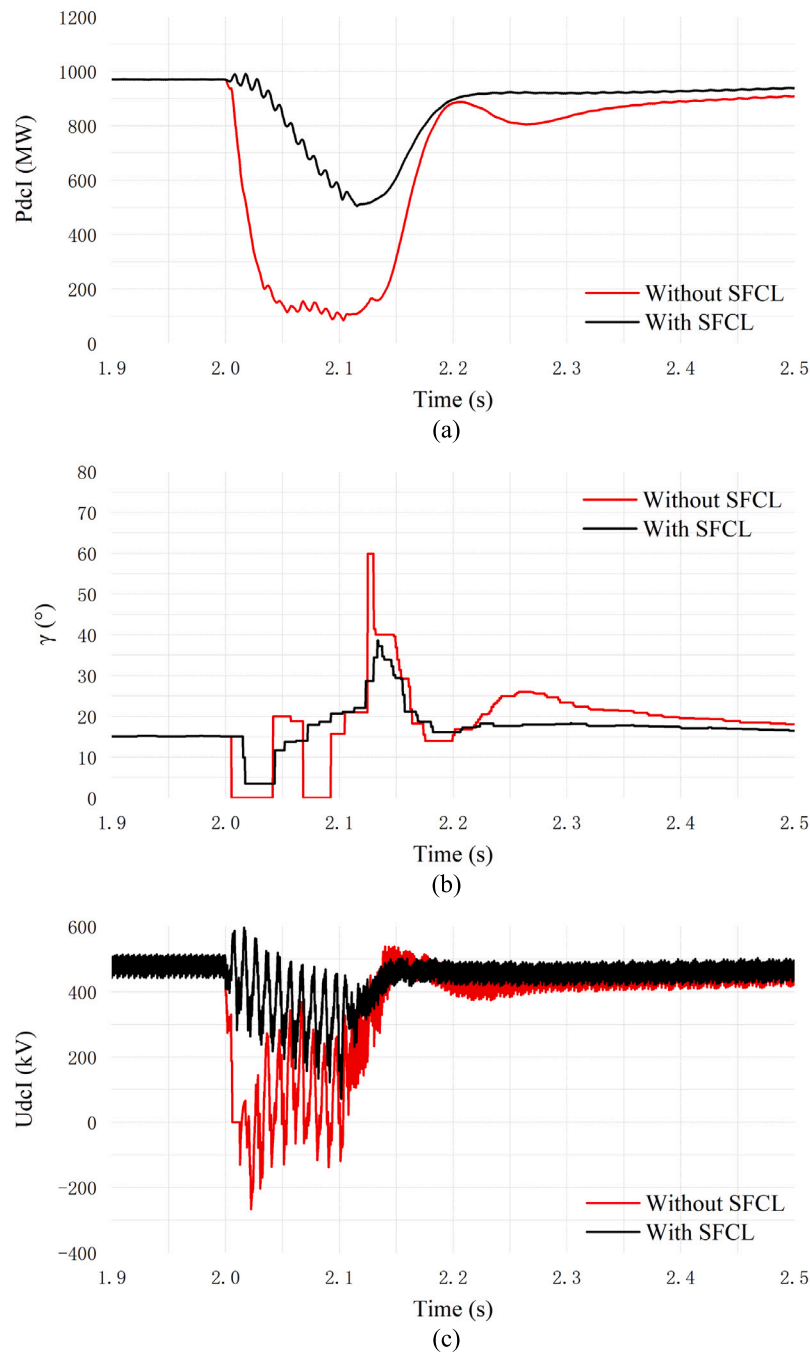 1200
1000
800
600
400
200
0
PdcI (MW)
Without SFCL
With SFCL
1.9 2.0 2.1 2.2 2.3 2.4 2.5
Time (s)
(a)
80
70
60
50
40
30
20
10
0
γ (°)
Without SFCL
With SFCL
1.9 2.0 2.1 2.2 2.3 2.4 2.5
Time (s)
(b)
600
400
200
0
-200
-400
UdcI (kV)
Without SFCL
With SFCL
1.9 2.0 2.1 2.2 2.3 2.4 2.5
Time (s)
(c)